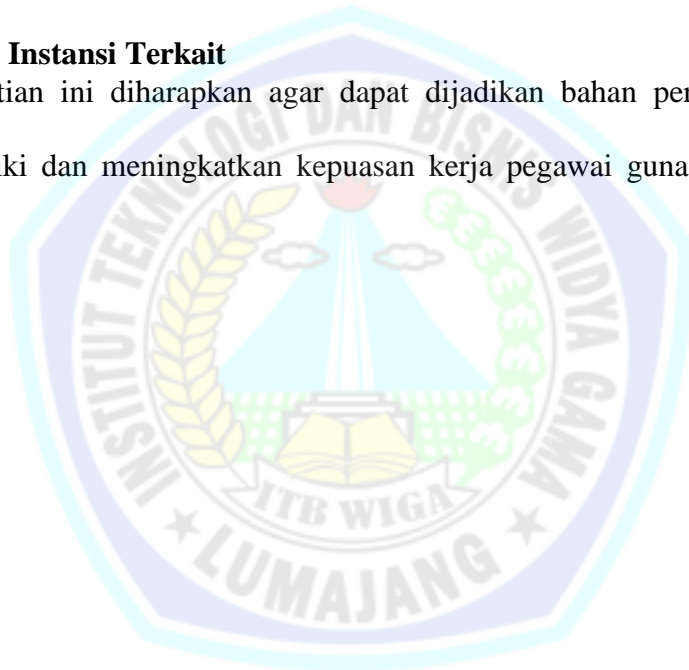 Instansi Terkait
tian ini diharapkan agar dapat dijadikan bahan per
ki dan meningkatkan kepuasan kerja pegawai guna
INSTITUT TEKNOLOGI DAN BISNIS WIDYA GAMA
ITB WIGA
LUMAJANG